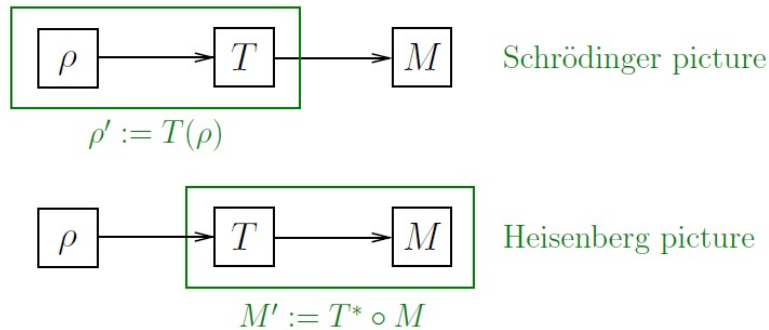 ρ T M Schrödinger picture
ρ′ := T(ρ)
ρ T M Heisenberg picture
M′ := T* ∘ M